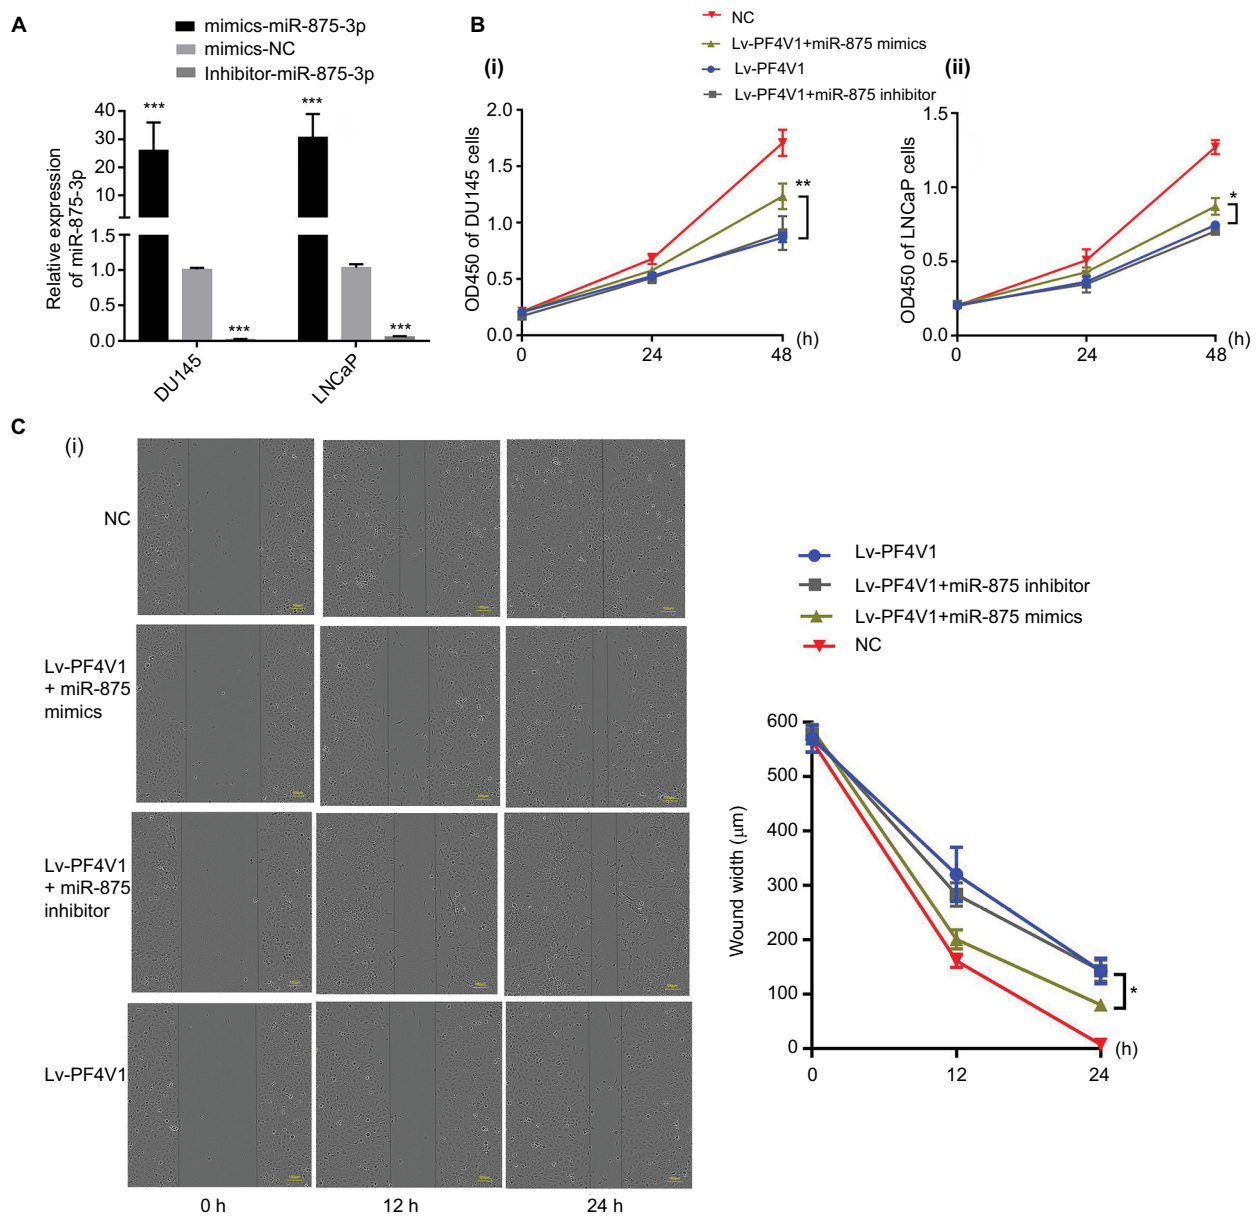 A
mimics-miR-875-3p
mimics-NC
Inhibitor-miR-875-3p
Relative expression
of miR-875-3p
40
30
20
10
0
1.5
1.0
0.5
0.0
***
***
***
***
DU145
LNCaP
B
NC
Lv-PF4V1+miR-875 mimics
Lv-PF4V1
Lv-PF4V1+miR-875 inhibitor
(i)
OD450 of DU145 cells
2.0
1.5
1.0
0.5
0.0
**
0
24
48
(h)
(ii)
OD450 of LNCaP cells
1.5
1.0
0.5
0.0
*
0
24
48
(h)
C
(i)
NC
Lv-PF4V1
+ miR-875
mimics
Lv-PF4V1
+ miR-875
inhibitor
Lv-PF4V1
0 h
12 h
24 h
Lv-PF4V1
Lv-PF4V1+miR-875 inhibitor
Lv-PF4V1+miR-875 mimics
NC
Wound width (μm)
600
500
400
300
200
100
0
*
0
12
24
(h)